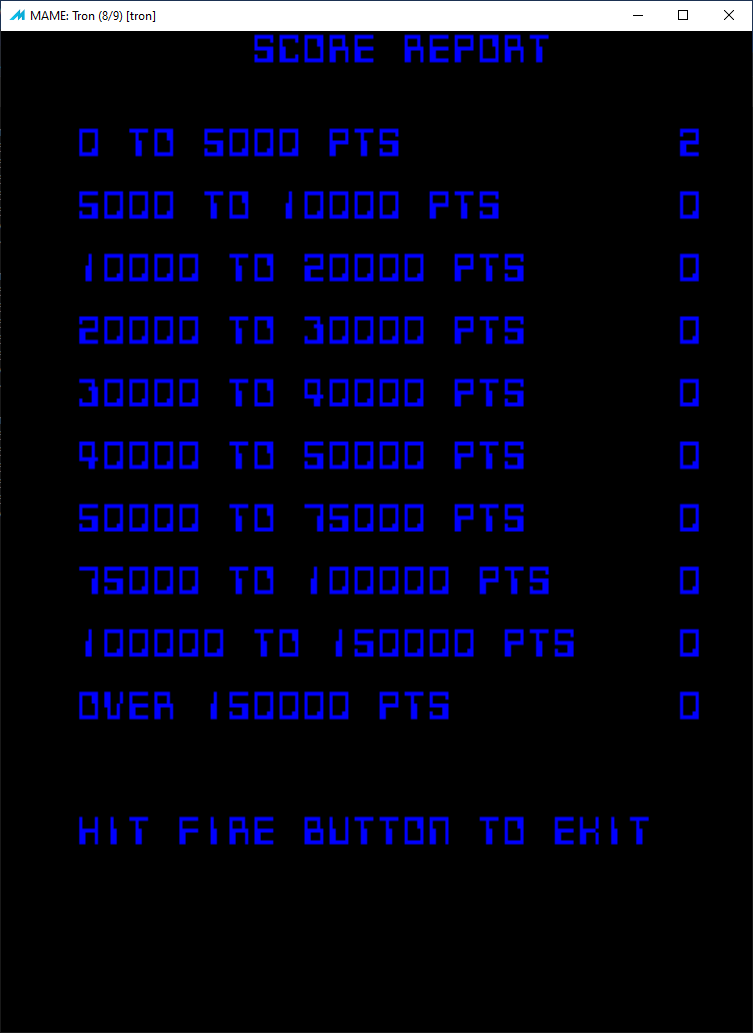 MAME: Tron (8/9) [tron]
SCORE REPORT
0 TO 5000 PTS 2
5000 TO 10000 PTS 0
10000 TO 20000 PTS 0
20000 TO 30000 PTS 0
30000 TO 40000 PTS 0
40000 TO 50000 PTS 0
50000 TO 75000 PTS 0
75000 TO 100000 PTS 0
100000 TO 150000 PTS 0
OVER 150000 PTS 0
HIT FIRE BUTTON TO EXIT